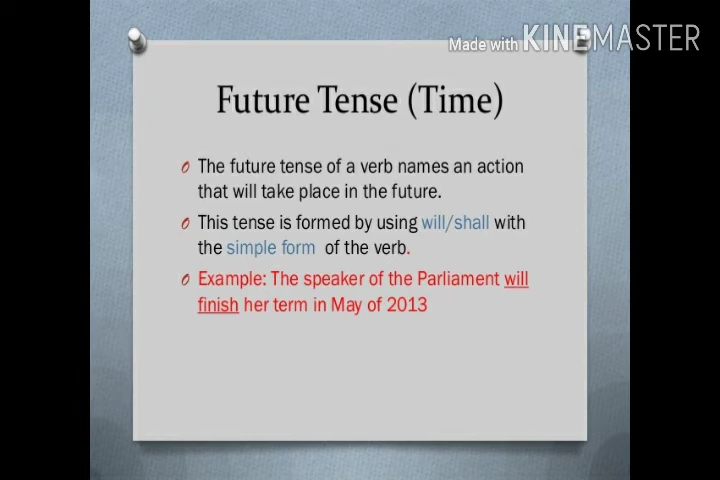 Made with KINEMASTER
Future Tense (Time)
The future tense of a verb names an action
that will take place in the future.
This tense is formed by using will/shall with
the simple form of the verb.
Example: The speaker of the Parliament will
finish her term in May of 2013